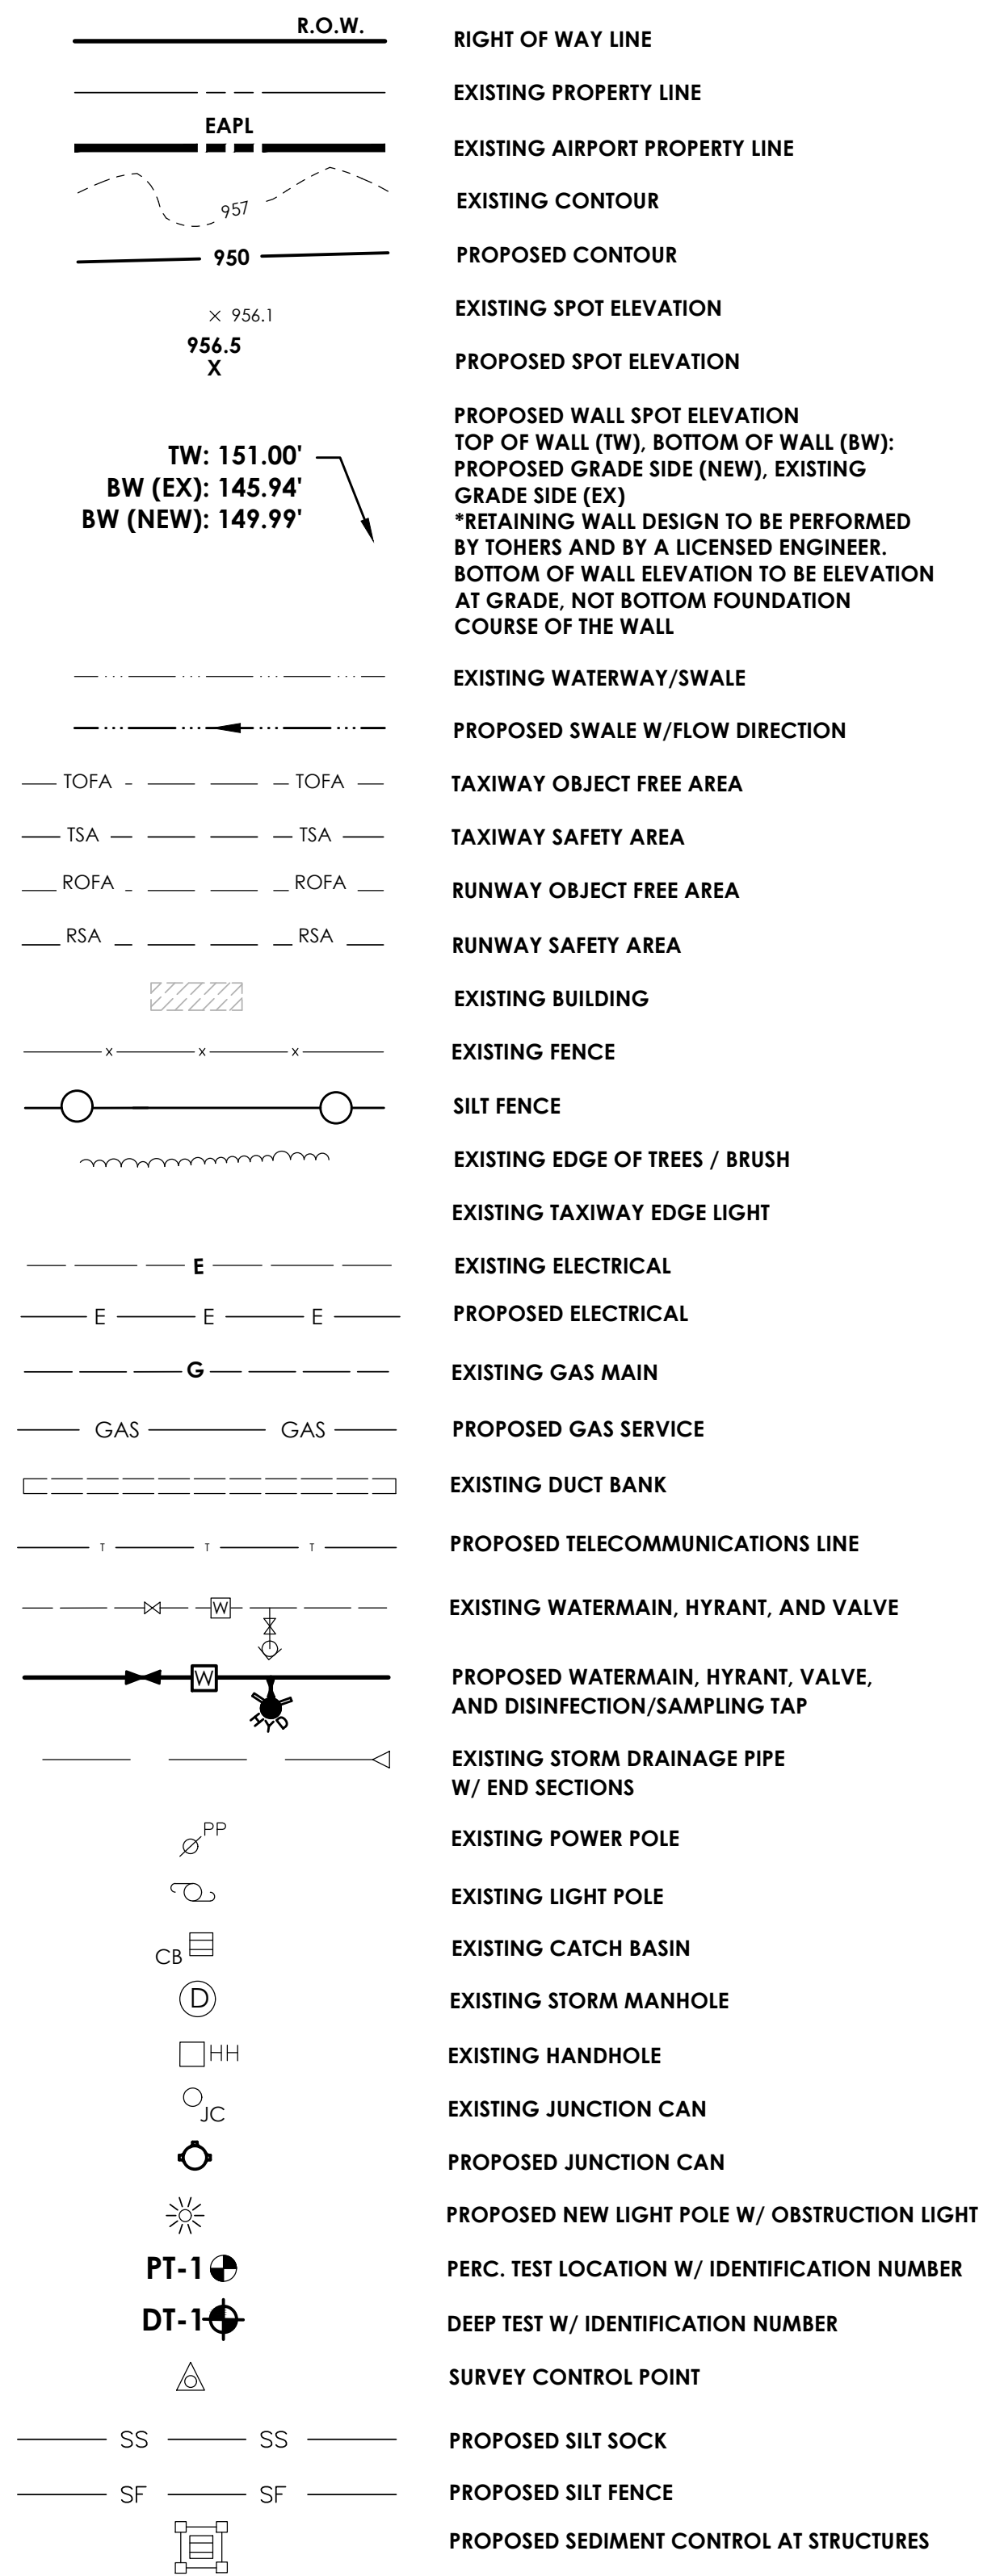 R.O.W.
RIGHT OF WAY LINE
EXISTING PROPERTY LINE
EAPL
EXISTING AIRPORT PROPERTY LINE
957
EXISTING CONTOUR
950
PROPOSED CONTOUR
× 956.1
EXISTING SPOT ELEVATION
956.5
X
PROPOSED SPOT ELEVATION
TW: 151.00'
BW (EX): 145.94'
BW (NEW): 149.99'
PROPOSED WALL SPOT ELEVATION
TOP OF WALL (TW), BOTTOM OF WALL (BW):
PROPOSED GRADE SIDE (NEW), EXISTING
GRADE SIDE (EX)
*RETAINING WALL DESIGN TO BE PERFORMED
BY TOHERS AND BY A LICENSED ENGINEER.
BOTTOM OF WALL ELEVATION TO BE ELEVATION
AT GRADE, NOT BOTTOM FOUNDATION
COURSE OF THE WALL
EXISTING WATERWAY/SWALE
PROPOSED SWALE W/FLOW DIRECTION
TOFA TOFA
TAXIWAY OBJECT FREE AREA
TSA TSA
TAXIWAY SAFETY AREA
ROFA ROFA
RUNWAY OBJECT FREE AREA
RSA RSA
RUNWAY SAFETY AREA
EXISTING BUILDING
x x x
EXISTING FENCE
SILT FENCE
EXISTING EDGE OF TREES / BRUSH
EXISTING TAXIWAY EDGE LIGHT
E
EXISTING ELECTRICAL
E E E
PROPOSED ELECTRICAL
G
EXISTING GAS MAIN
GAS GAS
PROPOSED GAS SERVICE
EXISTING DUCT BANK
T T T
PROPOSED TELECOMMUNICATIONS LINE
W
EXISTING WATERMAIN, HYRANT, AND VALVE
W
HYD
PROPOSED WATERMAIN, HYRANT, VALVE,
AND DISINFECTION/SAMPLING TAP
EXISTING STORM DRAINAGE PIPE
W/ END SECTIONS
PP
EXISTING POWER POLE
EXISTING LIGHT POLE
CB
EXISTING CATCH BASIN
D
EXISTING STORM MANHOLE
HH
EXISTING HANDHOLE
JC
EXISTING JUNCTION CAN
PROPOSED JUNCTION CAN
PROPOSED NEW LIGHT POLE W/ OBSTRUCTION LIGHT
PT-1
PERC. TEST LOCATION W/ IDENTIFICATION NUMBER
DT-1
DEEP TEST W/ IDENTIFICATION NUMBER
SURVEY CONTROL POINT
SS SS
PROPOSED SILT SOCK
SF SF
PROPOSED SILT FENCE
PROPOSED SEDIMENT CONTROL AT STRUCTURES